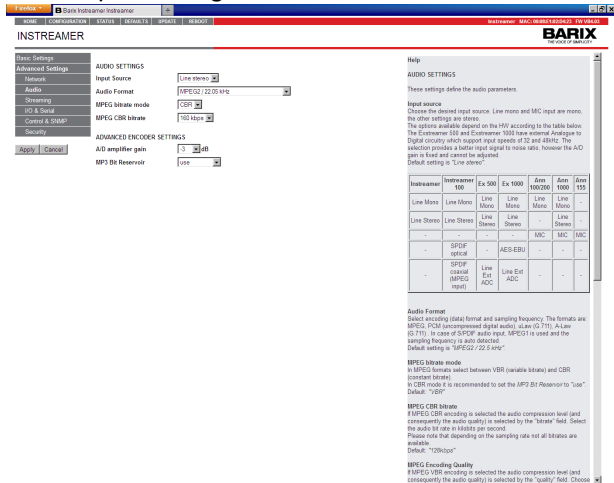 Firefox
Barix Instreamer Instreamer
+
HOME CONFIGURATION STATUS DEFAULTS UPDATE REBOOT
INSTREAMER
BARIX
THE VOICE OF SIMPLICITY
Basic Settings
Advanced Settings
Network
Audio
Streaming
I/O & Serial
Control & SNMP
Security
Apply Cancel
AUDIO SETTINGS
Input Source Line stereo
Audio Format MPEG2 / 22.05 kHz
MPEG bitrate mode CBR
MPEG CBR bitrate 160 kbps
ADVANCED ENCODER SETTINGS
A/D amplifier gain -3 dB
MP3 Bit Reservoir use
Help
AUDIO SETTINGS
These settings define the audio parameters.
Input source
Choose the desired input source. Line mono and MIC input are mono,
the other settings are stereo.
The options available depend on the HW according to the table below.
The Exstreamer 500 and Exstreamer 1000 have external Analogue to
Digital circuitry which support input speeds of 32 and 48kHz. The
selection provides a better input signal to noise ratio, however the A/D
gain is fixed and cannot be adjusted.
Default setting is "Line stereo"
Instreamer Instreamer 100 Ex 500 Ex 1000 Ann 100/200 Ann 1000 Ann 155
Line Mono Line Mono Line Mono Line Mono Line Mono Line Mono -
Line Stereo Line Stereo Line Stereo Line Stereo - Line Stereo -
- - - - MIC MIC MIC
- SPDIF optical - AES-EBU - - -
- SPDIF coaxial (MPEG input) Line Ext ADC Line Ext ADC - - -
Audio Format
Select encoding (data) format and sampling frequency. The formats are:
MPEG, PCM (uncompressed digital audio), uLaw (G.711), A-Law
(G.711) . In case of S/PDIF audio input, MPEG1 is used and the
sampling frequency is auto detected.
Default setting is "MPEG2 / 22.5 kHz"
MPEG bitrate mode
In MPEG formats select between VBR (variable bitrate) and CBR
(constant bitrate).
In CBR mode it is recommended to set the MP3 Bit Reservoir to "use".
Default: "VBR"
MPEG CBR bitrate
If MPEG CBR encoding is selected the audio compression level (and
consequently the audio quality) is selected by the "bitrate" field. Select
the audio bit rate in kilobits per second.
Please note that depending on the sampling rate not all bitrates are
available.
Default: "128kbps"
MPEG Encoding Quality
If MPEG VBR encoding is selected the audio compression level (and
consequently the audio quality) is selected by the "quality" field. Choose